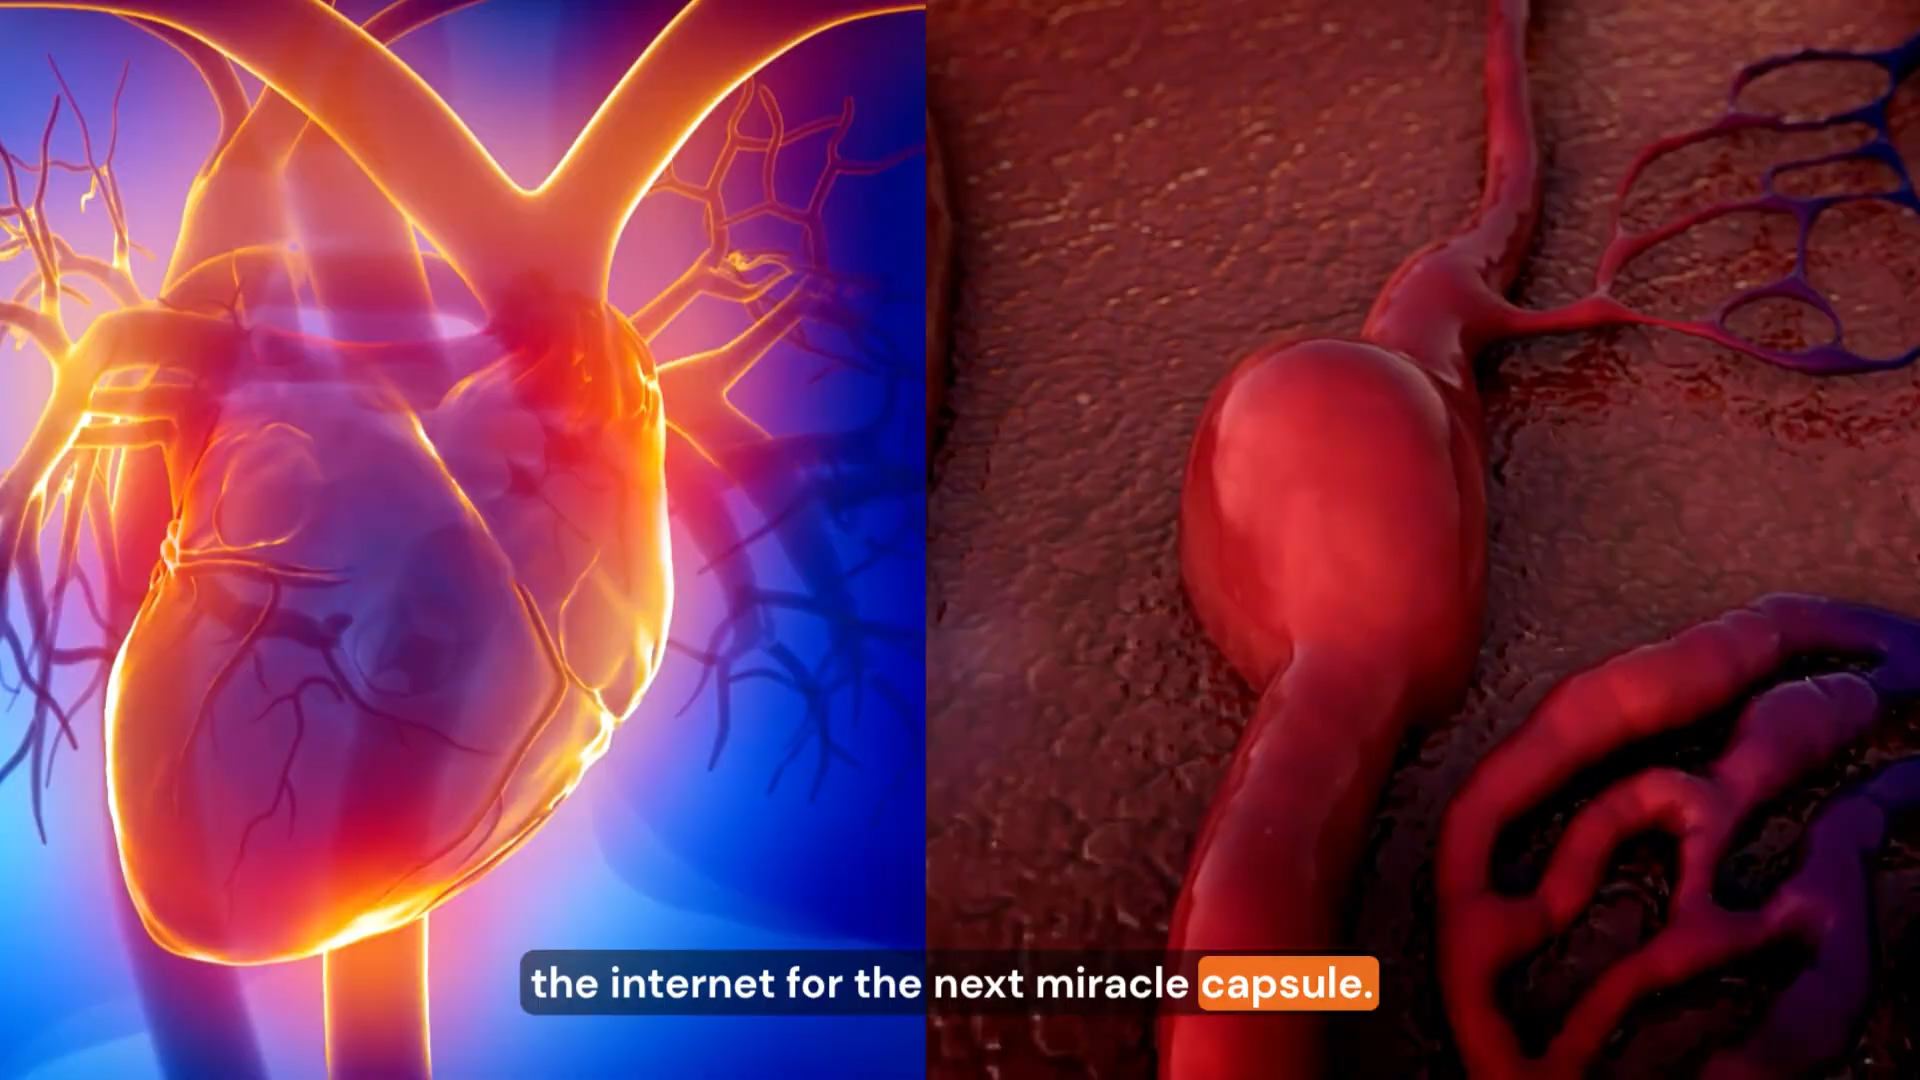 the internet for the next miracle capsule.